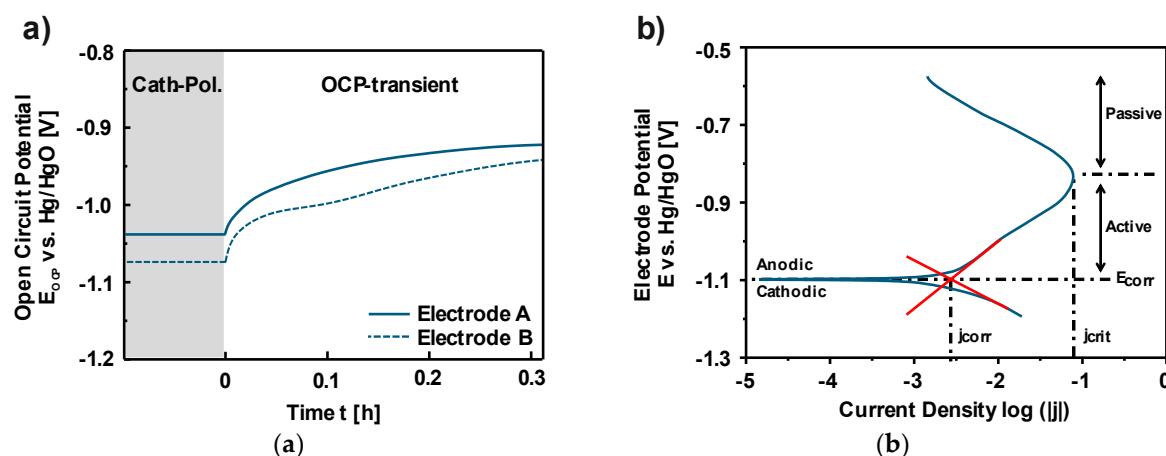 a)
-0.8
-0.9
-1.0
-1.1
-1.2
Open Circuit Potential
E_OCP vs. Hg/HgO [V]
Cath-Pol.
OCP-transient
Electrode A
Electrode B
0
0.1
0.2
0.3
Time t [h]
(a)
b)
-0.5
-0.7
-0.9
-1.1
-1.3
Electrode Potential
E vs. Hg/HgO [V]
Passive
Active
Anodic
Cathodic
Ecorr
jcorr
jcrit
-5
-4
-3
-2
-1
0
Current Density log (|j|)
(b)